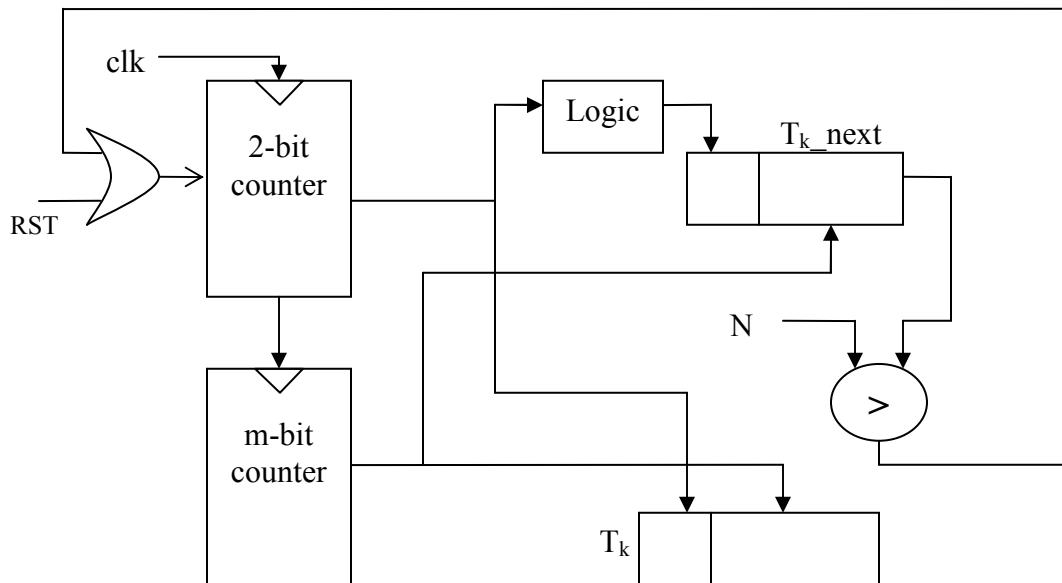 clk
Logic
2-bit
counter
T_k_next
RST
N
>
m-bit
counter
T_k